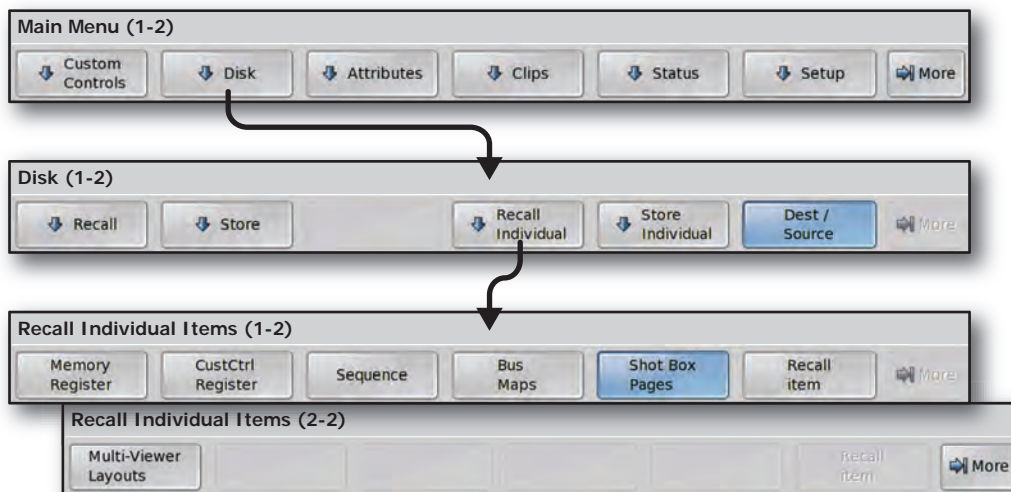 Main Menu (1-2)
Custom
Controls
Disk
Attributes
Clips
Status
Setup
More
Disk (1-2)
Recall
Store
Recall
Individual
Store
Individual
Dest /
Source
More
Recall Individual Items (1-2)
Memory
Register
CustCtrl
Register
Sequence
Bus
Maps
Shot Box
Pages
Recall
item
More
Recall Individual Items (2-2)
Multi-Viewer
Layouts
Recall
item
More